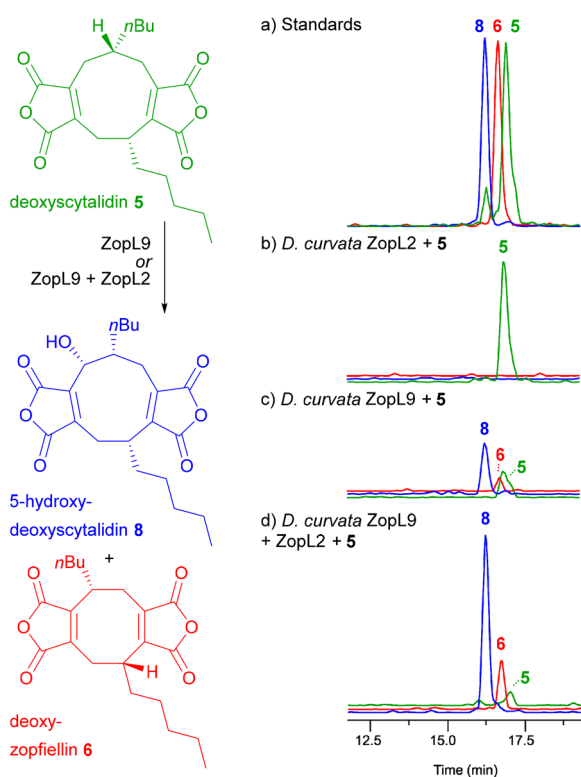 H nBu
O O
O O
O O
deoxyscytalidin 5
ZopL9
or
ZopL9 + ZopL2
nBu
HO
O O
O O
O O
5-hydroxy-
deoxyscytalidin 8
+
nBu
O O
O O
O O
H
deoxy-
zopfiellin 6
a) Standards
8 6 5
b) D. curvata ZopL2 + 5
5
c) D. curvata ZopL9 + 5
8
6
5
d) D. curvata ZopL9
+ ZopL2 + 5
8
6
5
12.5 15.0 17.5
Time (min)